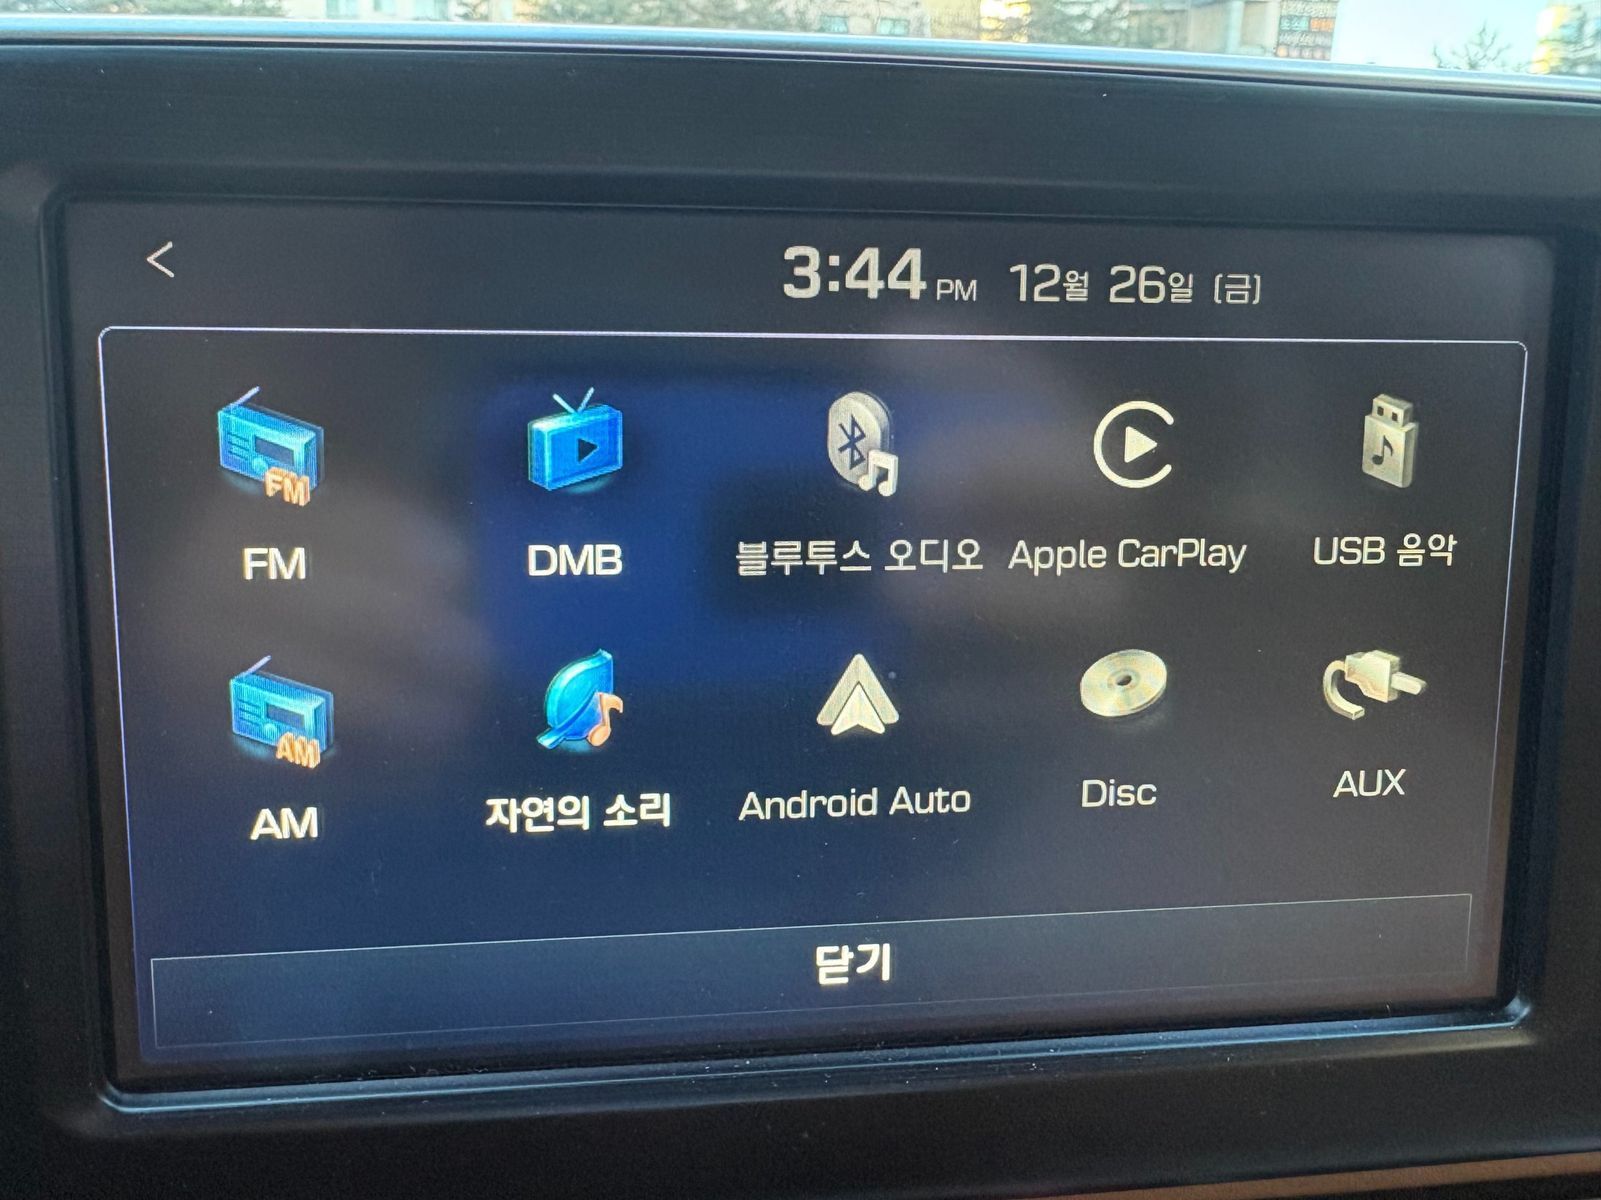 <
3:44 PM 12월 26일 (금)
FM DMB 블루투스 오디오 Apple CarPlay USB 음악
AM 자연의 소리 Android Auto Disc AUX
닫기